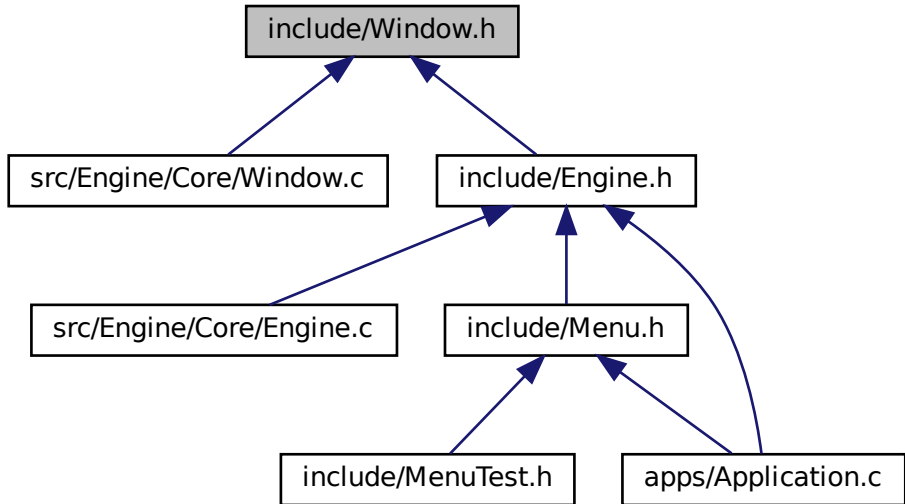 include/Window.h
src/Engine/Core/Window.c
include/Engine.h
src/Engine/Core/Engine.c
include/Menu.h
include/MenuTest.h
apps/Application.c